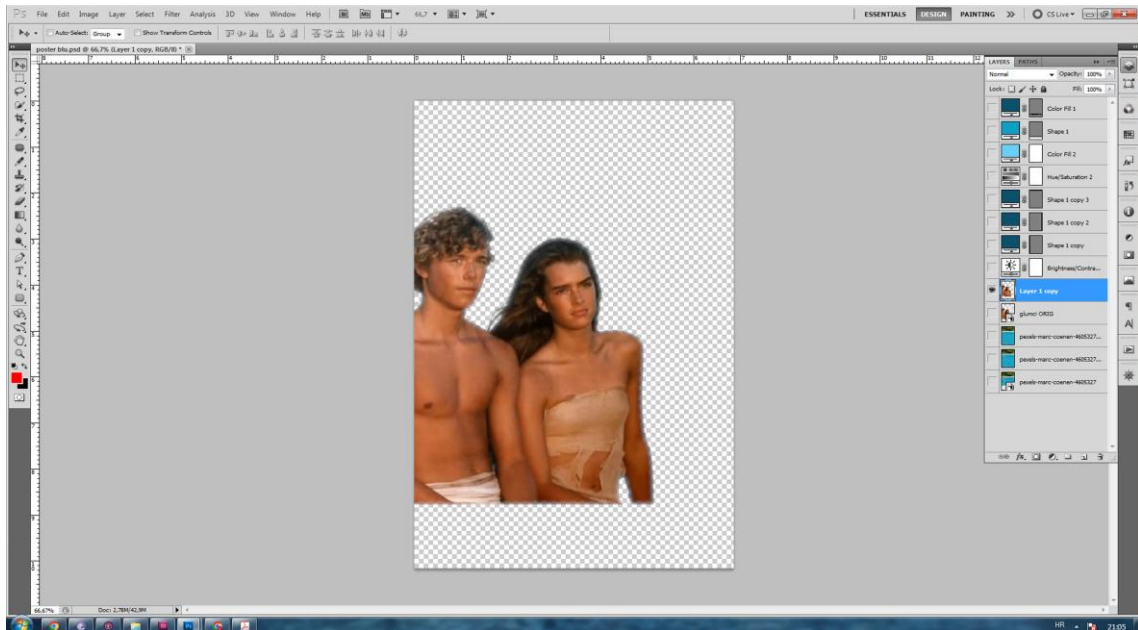 PS File Edit Image Layer Select Filter Analysis 3D View Window Help 66,7 ESSENTIALS DESIGN PAINTING CS Live
Auto-Select: Group Show Transform Controls
poster blu.psd @ 66,7% (Layer 1 copy, RGB/8) *
LAYERS PATHS
Normal Opacity: 100%
Lock: Fill: 100%
Color Fill 1
Shape 1
Color Fill 2
Hue/Saturation 2
Shape 1 copy 3
Shape 1 copy 2
Shape 1 copy
Brightness/Contra...
Layer 1 copy
glumci ORIG
pexels-marc-coenen-4605327...
pexels-marc-coenen-4605327...
pexels-marc-coenen-4605327
66,67% Doc: 2,78M/42,9M
HR 21:05